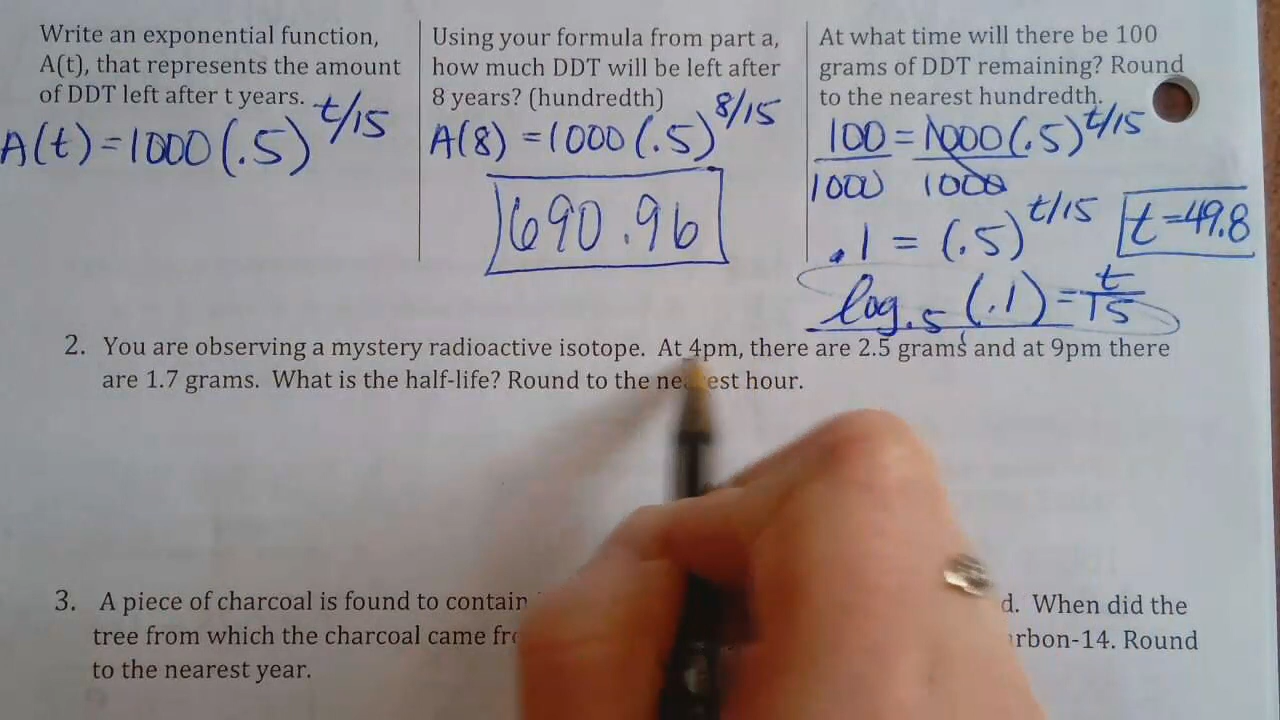 Write an exponential function,
A(t), that represents the amount
of DDT left after t years.
A(t) = 1000 (.5)^t/15
Using your formula from part a,
how much DDT will be left after
8 years? (hundredth)
A(8) = 1000 (.5)^8/15
690.96
At what time will there be 100
grams of DDT remaining? Round
to the nearest hundredth.
100 = 1000 (.5)^t/15
1000 1000
.1 = (.5)^t/15
t = 49.8
log.5 (.1) = t/15
2. You are observing a mystery radioactive isotope. At 4pm, there are 2.5 grams and at 9pm there
are 1.7 grams. What is the half-life? Round to the nearest hour.
3. A piece of charcoal is found to contain d. When did the
tree from which the charcoal came rbon-14. Round
to the nearest year.